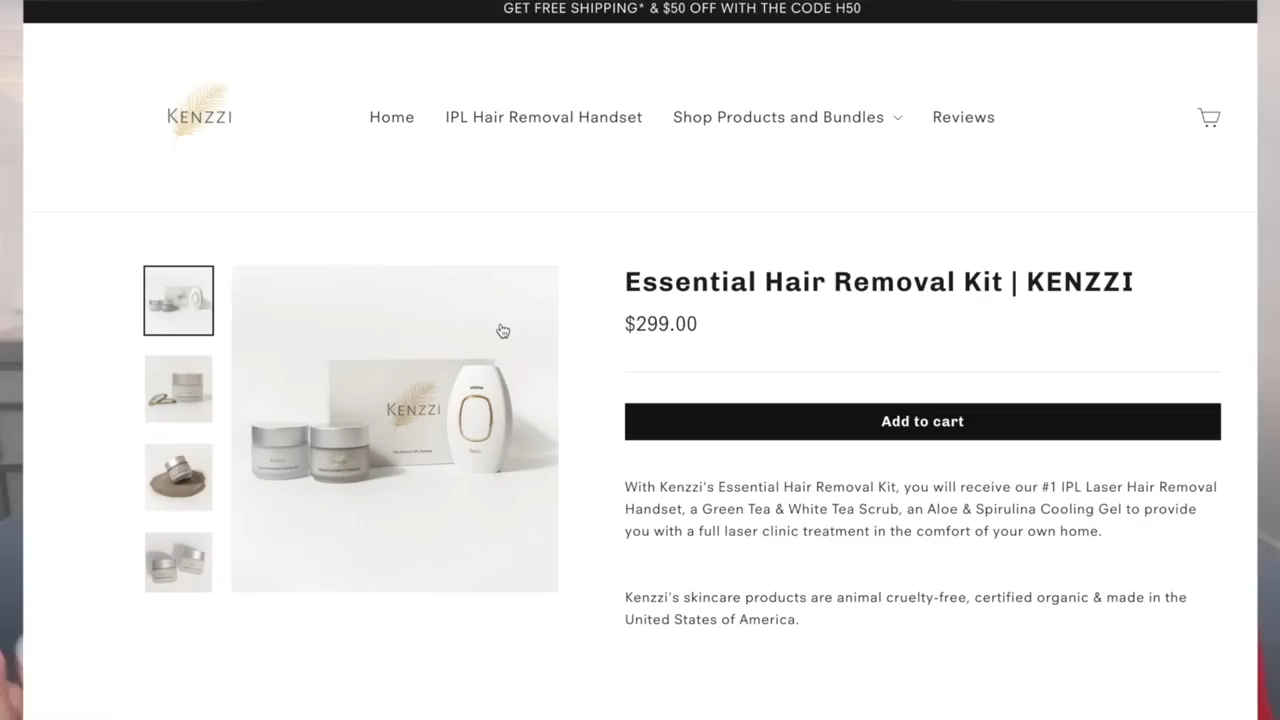 GET FREE SHIPPING* & $50 OFF WITH THE CODE H50
KENZZI
Home
IPL Hair Removal Handset
Shop Products and Bundles
Reviews
Essential Hair Removal Kit | KENZZI
$299.00
KENZZI
Add to cart
With Kenzzi's Essential Hair Removal Kit, you will receive our #1 IPL Laser Hair Removal
Handset, a Green Tea & White Tea Scrub, an Aloe & Spirulina Cooling Gel to provide
you with a full laser clinic treatment in the comfort of your own home.
Kenzzi's skincare products are animal cruelty-free, certified organic & made in the
United States of America.